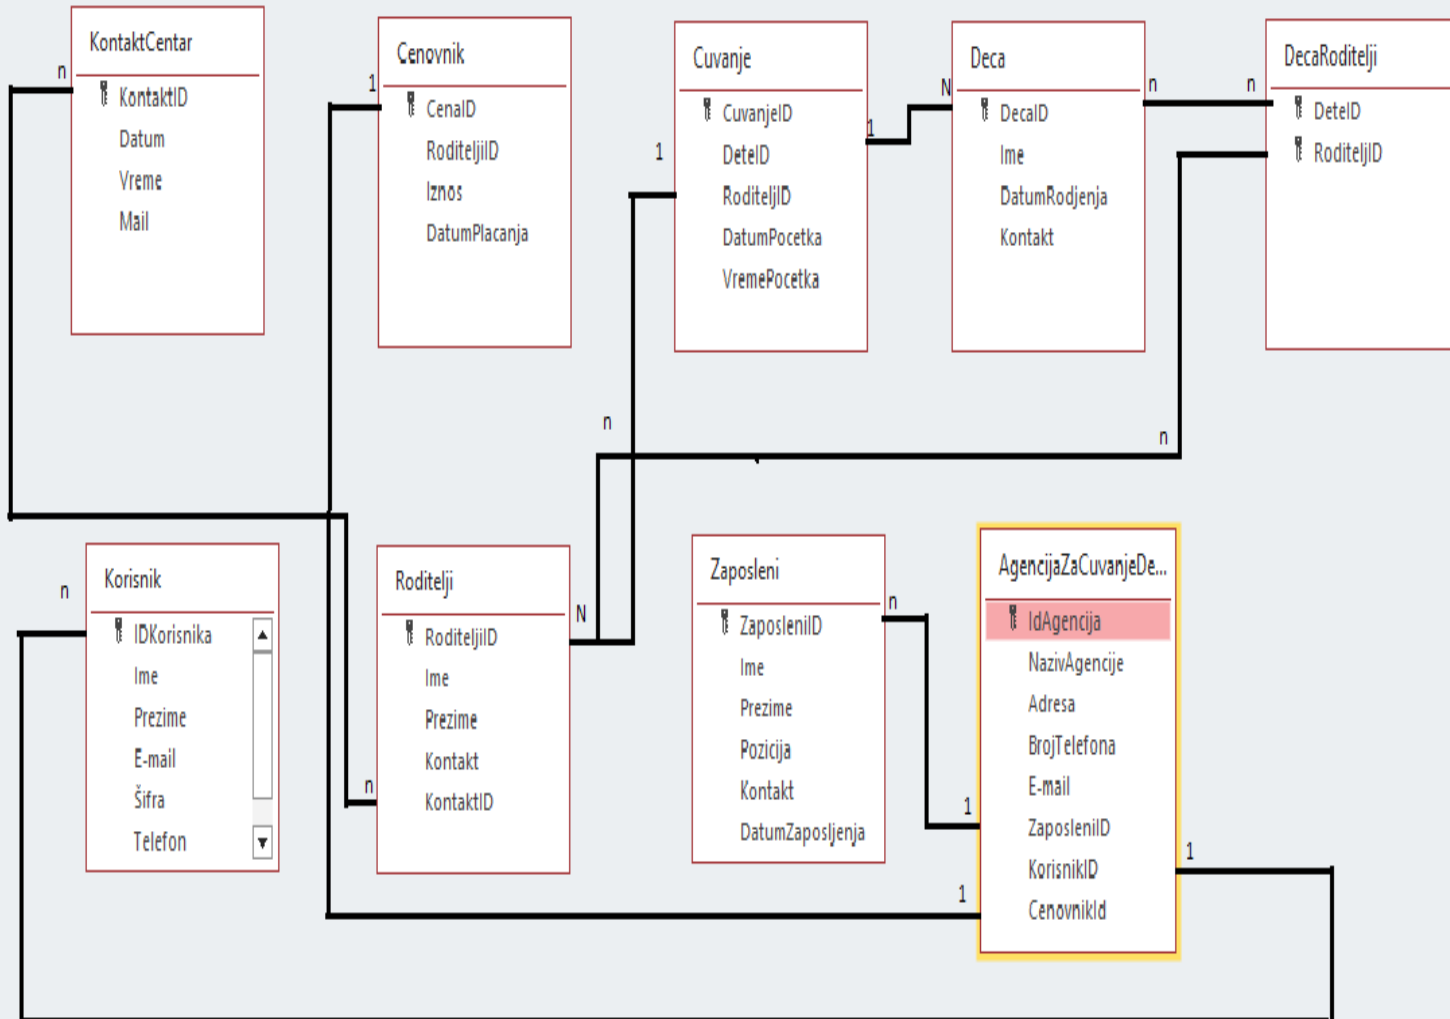 KontaktCentar
n
KontaktID
Datum
Vreme
Mail
Cenovnik
1
CenaID
RoditeljiID
Iznos
DatumPlacanja
Cuvanje
1
CuvanjeID
DeteID
RoditeljID
DatumPocetka
VremePocetka
1
Deca
N
DecaID
Ime
DatumRodjenja
Kontakt
n
DecaRoditelji
n
DeteID
RoditeljID
n
n
Korisnik
n
IDKorisnika
Ime
Prezime
E-mail
Šifra
Telefon
Roditelji
N
RoditeljiID
Ime
Prezime
Kontakt
KontaktID
n
Zaposleni
n
ZaposleniID
Ime
Prezime
Pozicija
Kontakt
DatumZaposljenja
AgencijaZaCuvanjeDe...
IdAgencija
NazivAgencije
Adresa
BrojTelefona
E-mail
ZaposleniID
KorisnikID
CenovnikId
1
1
1